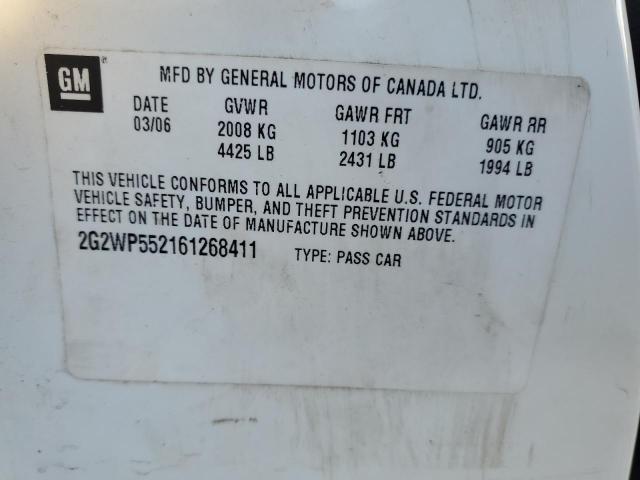 GM
MFD BY GENERAL MOTORS OF CANADA LTD.
DATE GVWR GAWR FRT GAWR RR
03/06 2008 KG 1103 KG 905 KG
4425 LB 2431 LB 1994 LB
THIS VEHICLE CONFORMS TO ALL APPLICABLE U.S. FEDERAL MOTOR
VEHICLE SAFETY, BUMPER, AND THEFT PREVENTION STANDARDS IN
EFFECT ON THE DATE OF MANUFACTURE SHOWN ABOVE.
2G2WP552161268411 TYPE: PASS CAR